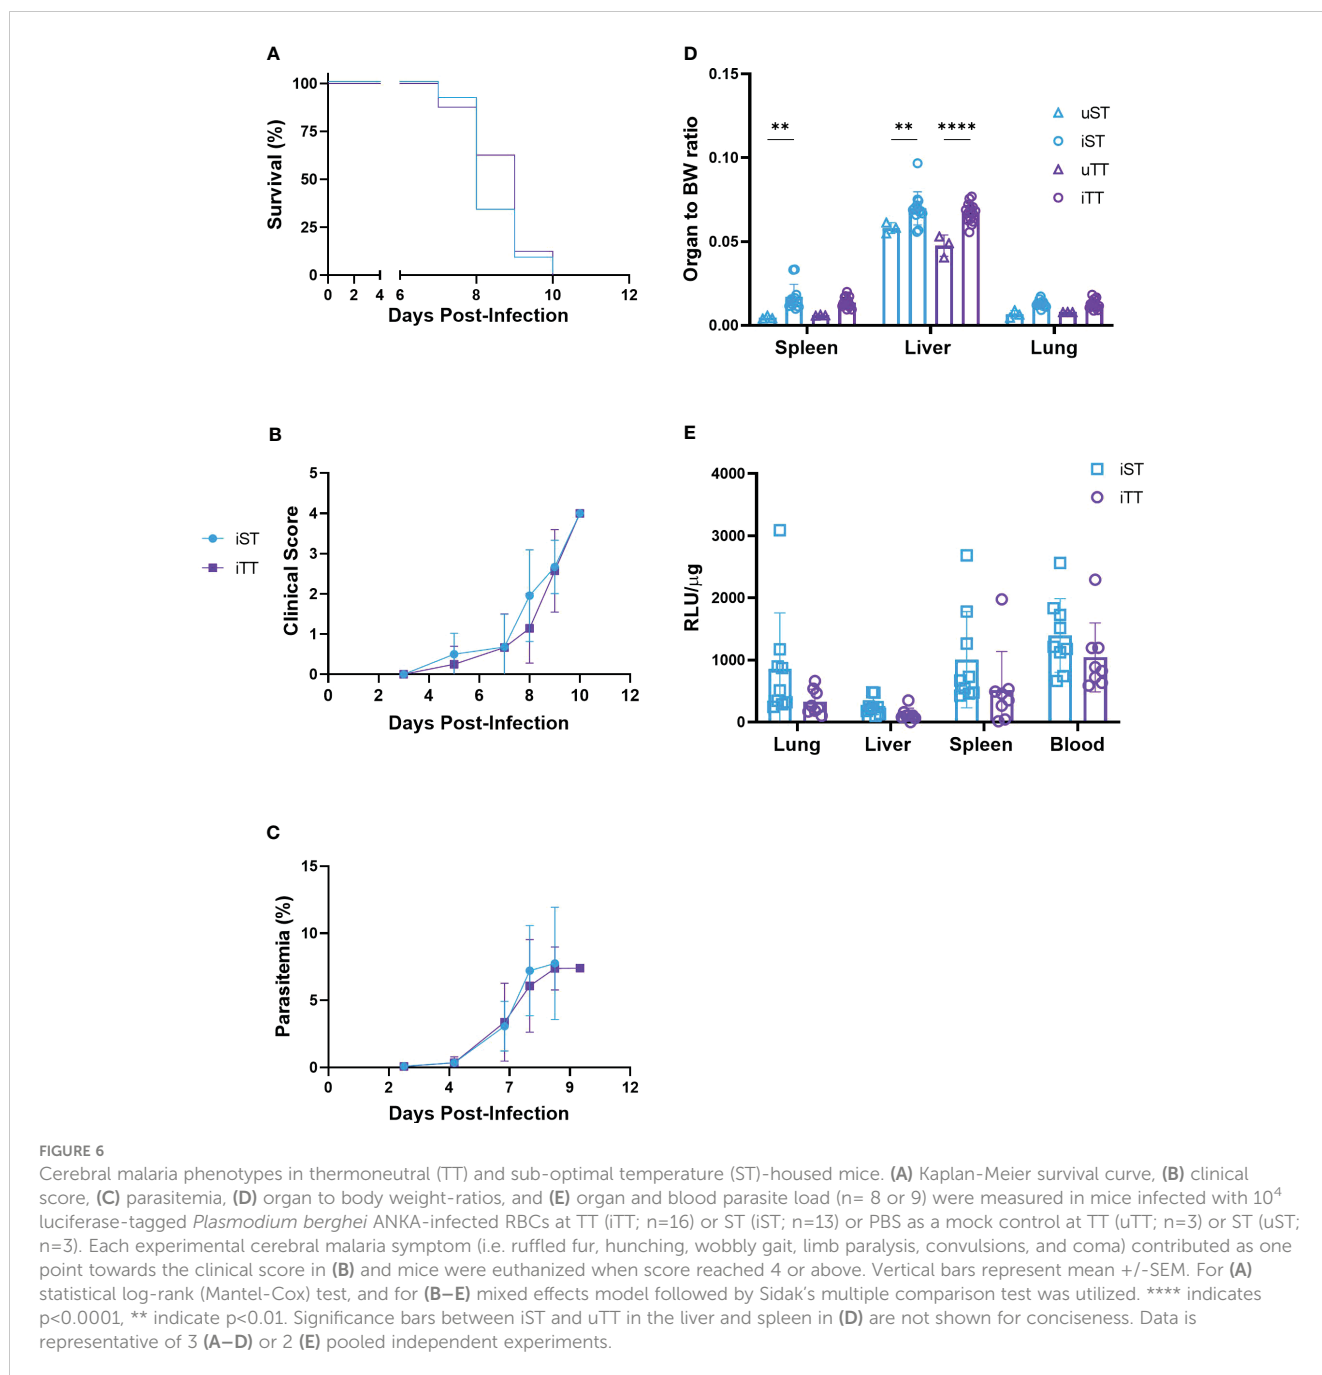 A
Survival (%)
100
75
50
25
0
0 2 4 6 8 10 12
Days Post-Infection
D
Organ to BW ratio
0.15
0.10
0.05
0.00
** ** ****
uST
iST
uTT
iTT
Spleen Liver Lung
B
Clinical Score
5
4
3
2
1
0
0 2 4 6 8 10 12
Days Post-Infection
iST
iTT
E
RLU/μg
4000
3000
2000
1000
0
iST
iTT
Lung Liver Spleen Blood
C
Parasitemia (%)
15
10
5
0
0 2 4 7 9 12
Days Post-Infection
FIGURE 6
Cerebral malaria phenotypes in thermoneutral (TT) and sub-optimal temperature (ST)-housed mice. (A) Kaplan-Meier survival curve, (B) clinical
score, (C) parasitemia, (D) organ to body weight-ratios, and (E) organ and blood parasite load (n= 8 or 9) were measured in mice infected with 10⁴
luciferase-tagged Plasmodium berghei ANKA-infected RBCs at TT (iTT; n=16) or ST (iST; n=13) or PBS as a mock control at TT (uTT; n=3) or ST (uST;
n=3). Each experimental cerebral malaria symptom (i.e. ruffled fur, hunching, wobbly gait, limb paralysis, convulsions, and coma) contributed as one
point towards the clinical score in (B) and mice were euthanized when score reached 4 or above. Vertical bars represent mean +/-SEM. For (A)
statistical log-rank (Mantel-Cox) test, and for (B–E) mixed effects model followed by Sidak’s multiple comparison test was utilized. **** indicates
p<0.0001, ** indicate p<0.01. Significance bars between iST and uTT in the liver and spleen in (D) are not shown for conciseness. Data is
representative of 3 (A–D) or 2 (E) pooled independent experiments.